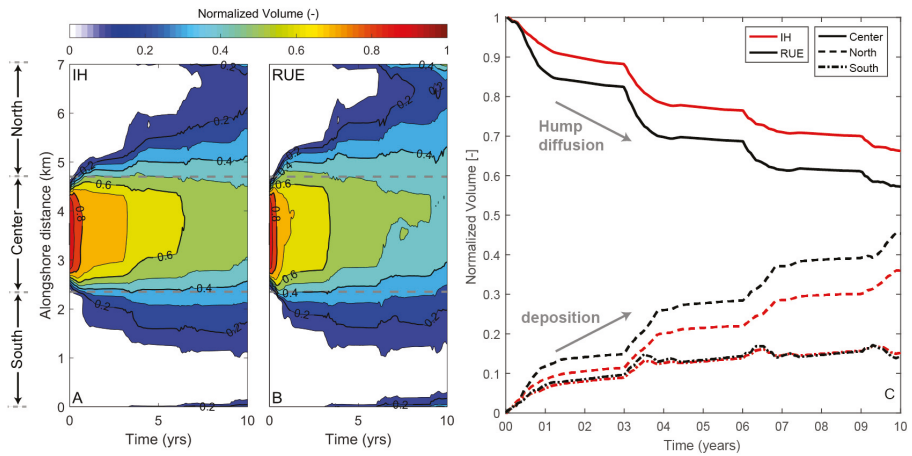 Normalized Volume (-)
0 0.2 0.4 0.6 0.8 1
North
Center
South
Alongshore distance (km)
7
6
5
4
3
2
1
0
IH
0.2
0.2
0.4
0.6
0.8
0.6
0.4
0.2
0.2
A
0 5 10
Time (yrs)
RUE
0.2
0.2
0.4
0.6
0.8
0.6
0.4
0.2
0.2
B
0 5 10
Time (yrs)
Normalized Volume [-]
1
0.9
0.8
0.7
0.6
0.5
0.4
0.3
0.2
0.1
0
IH
RUE
Center
North
South
Hump
diffusion
deposition
C
00 01 02 03 04 05 06 07 08 09 10
Time (years)